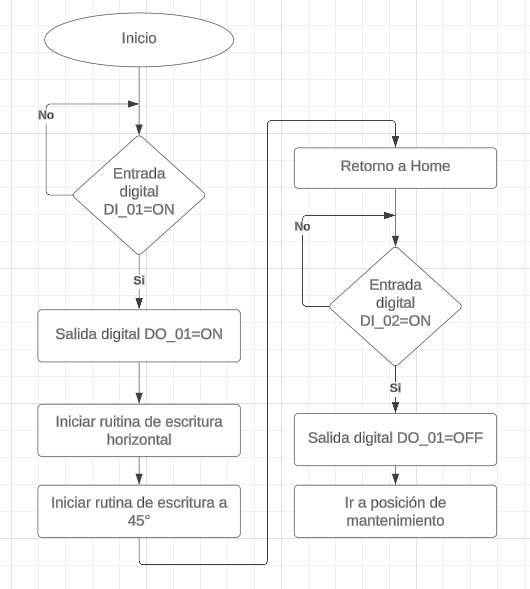 Inicio
No
Entrada
digital
DI_01=ON
Si
Salida digital DO_01=ON
Iniciar ruitina de escritura
horizontal
Iniciar rutina de escritura a
45°
Retorno a Home
No
Entrada
digital
DI_02=ON
Si
Salida digital DO_01=OFF
Ir a posición de
mantenimiento